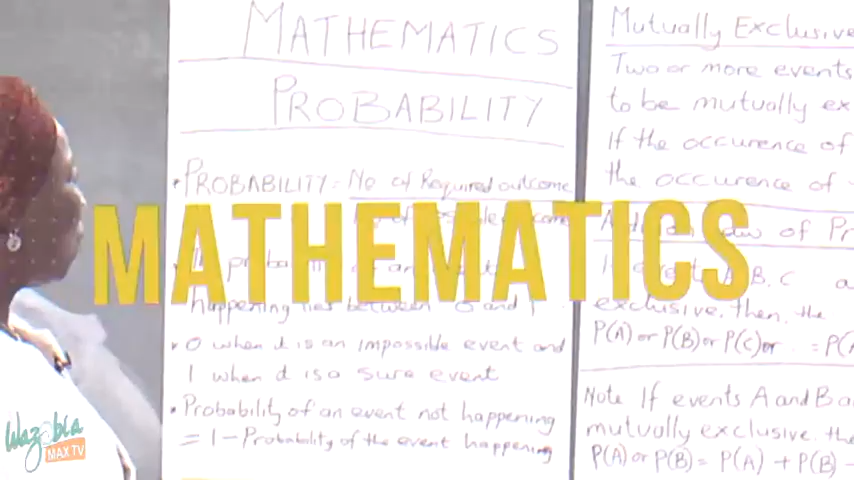 MATHEMATICS
PROBABILITY
• PROBABILITY = No of Required outcome
happening lies between 0 and 1
• 0 when it is an impossible event and
1 when it is a sure event
• Probability of an event not happening
= 1 - Probability of the event happening
Mutually Exclusive
Two or more events
to be mutually ex
If the occurence of
the occurence of
of Pr
A, B, C a
exclusive, then, the
P(A) or P(B) or P(C) or .. = P(A
Note If events A and B a
mutually exclusive, the
P(A) or P(B) = P(A) + P(B) -
MATHEMATICS
Wazobia
MAX TV